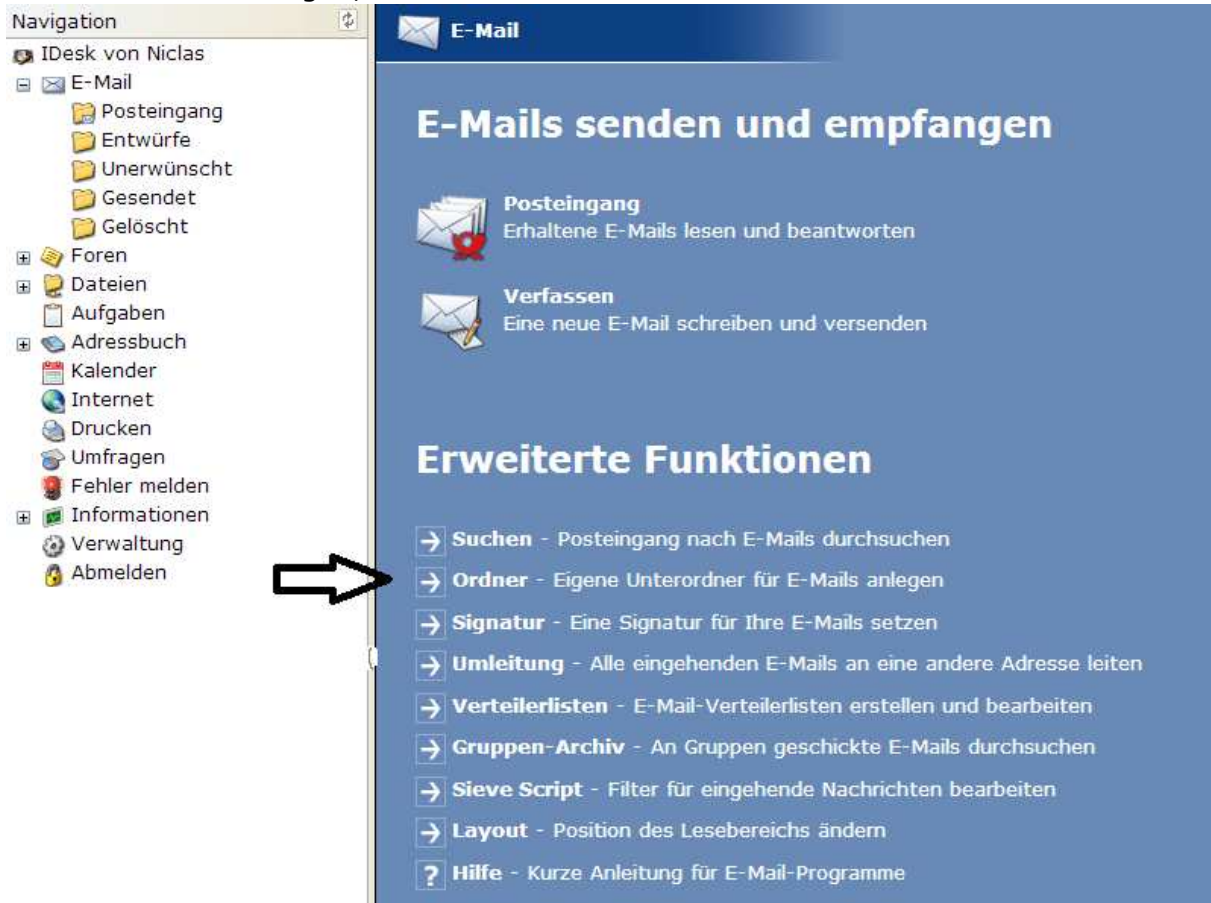 Navigation
IDesk von Niclas
E-Mail
Posteingang
Entwürfe
Unerwünscht
Gesendet
Gelöscht
Foren
Dateien
Aufgaben
Adressbuch
Kalender
Internet
Drucken
Umfragen
Fehler melden
Informationen
Verwaltung
Abmelden
E-Mail
E-Mails senden und empfangen
Posteingang
Erhaltene E-Mails lesen und beantworten
Verfassen
Eine neue E-Mail schreiben und versenden
Erweiterte Funktionen
Suchen - Posteingang nach E-Mails durchsuchen
Ordner - Eigene Unterordner für E-Mails anlegen
Signatur - Eine Signatur für Ihre E-Mails setzen
Umleitung - Alle eingehenden E-Mails an eine andere Adresse leiten
Verteilerlisten - E-Mail-Verteilerlisten erstellen und bearbeiten
Gruppen-Archiv - An Gruppen geschickte E-Mails durchsuchen
Sieve Script - Filter für eingehende Nachrichten bearbeiten
Layout - Position des Lesebereichs ändern
? Hilfe - Kurze Anleitung für E-Mail-Programme